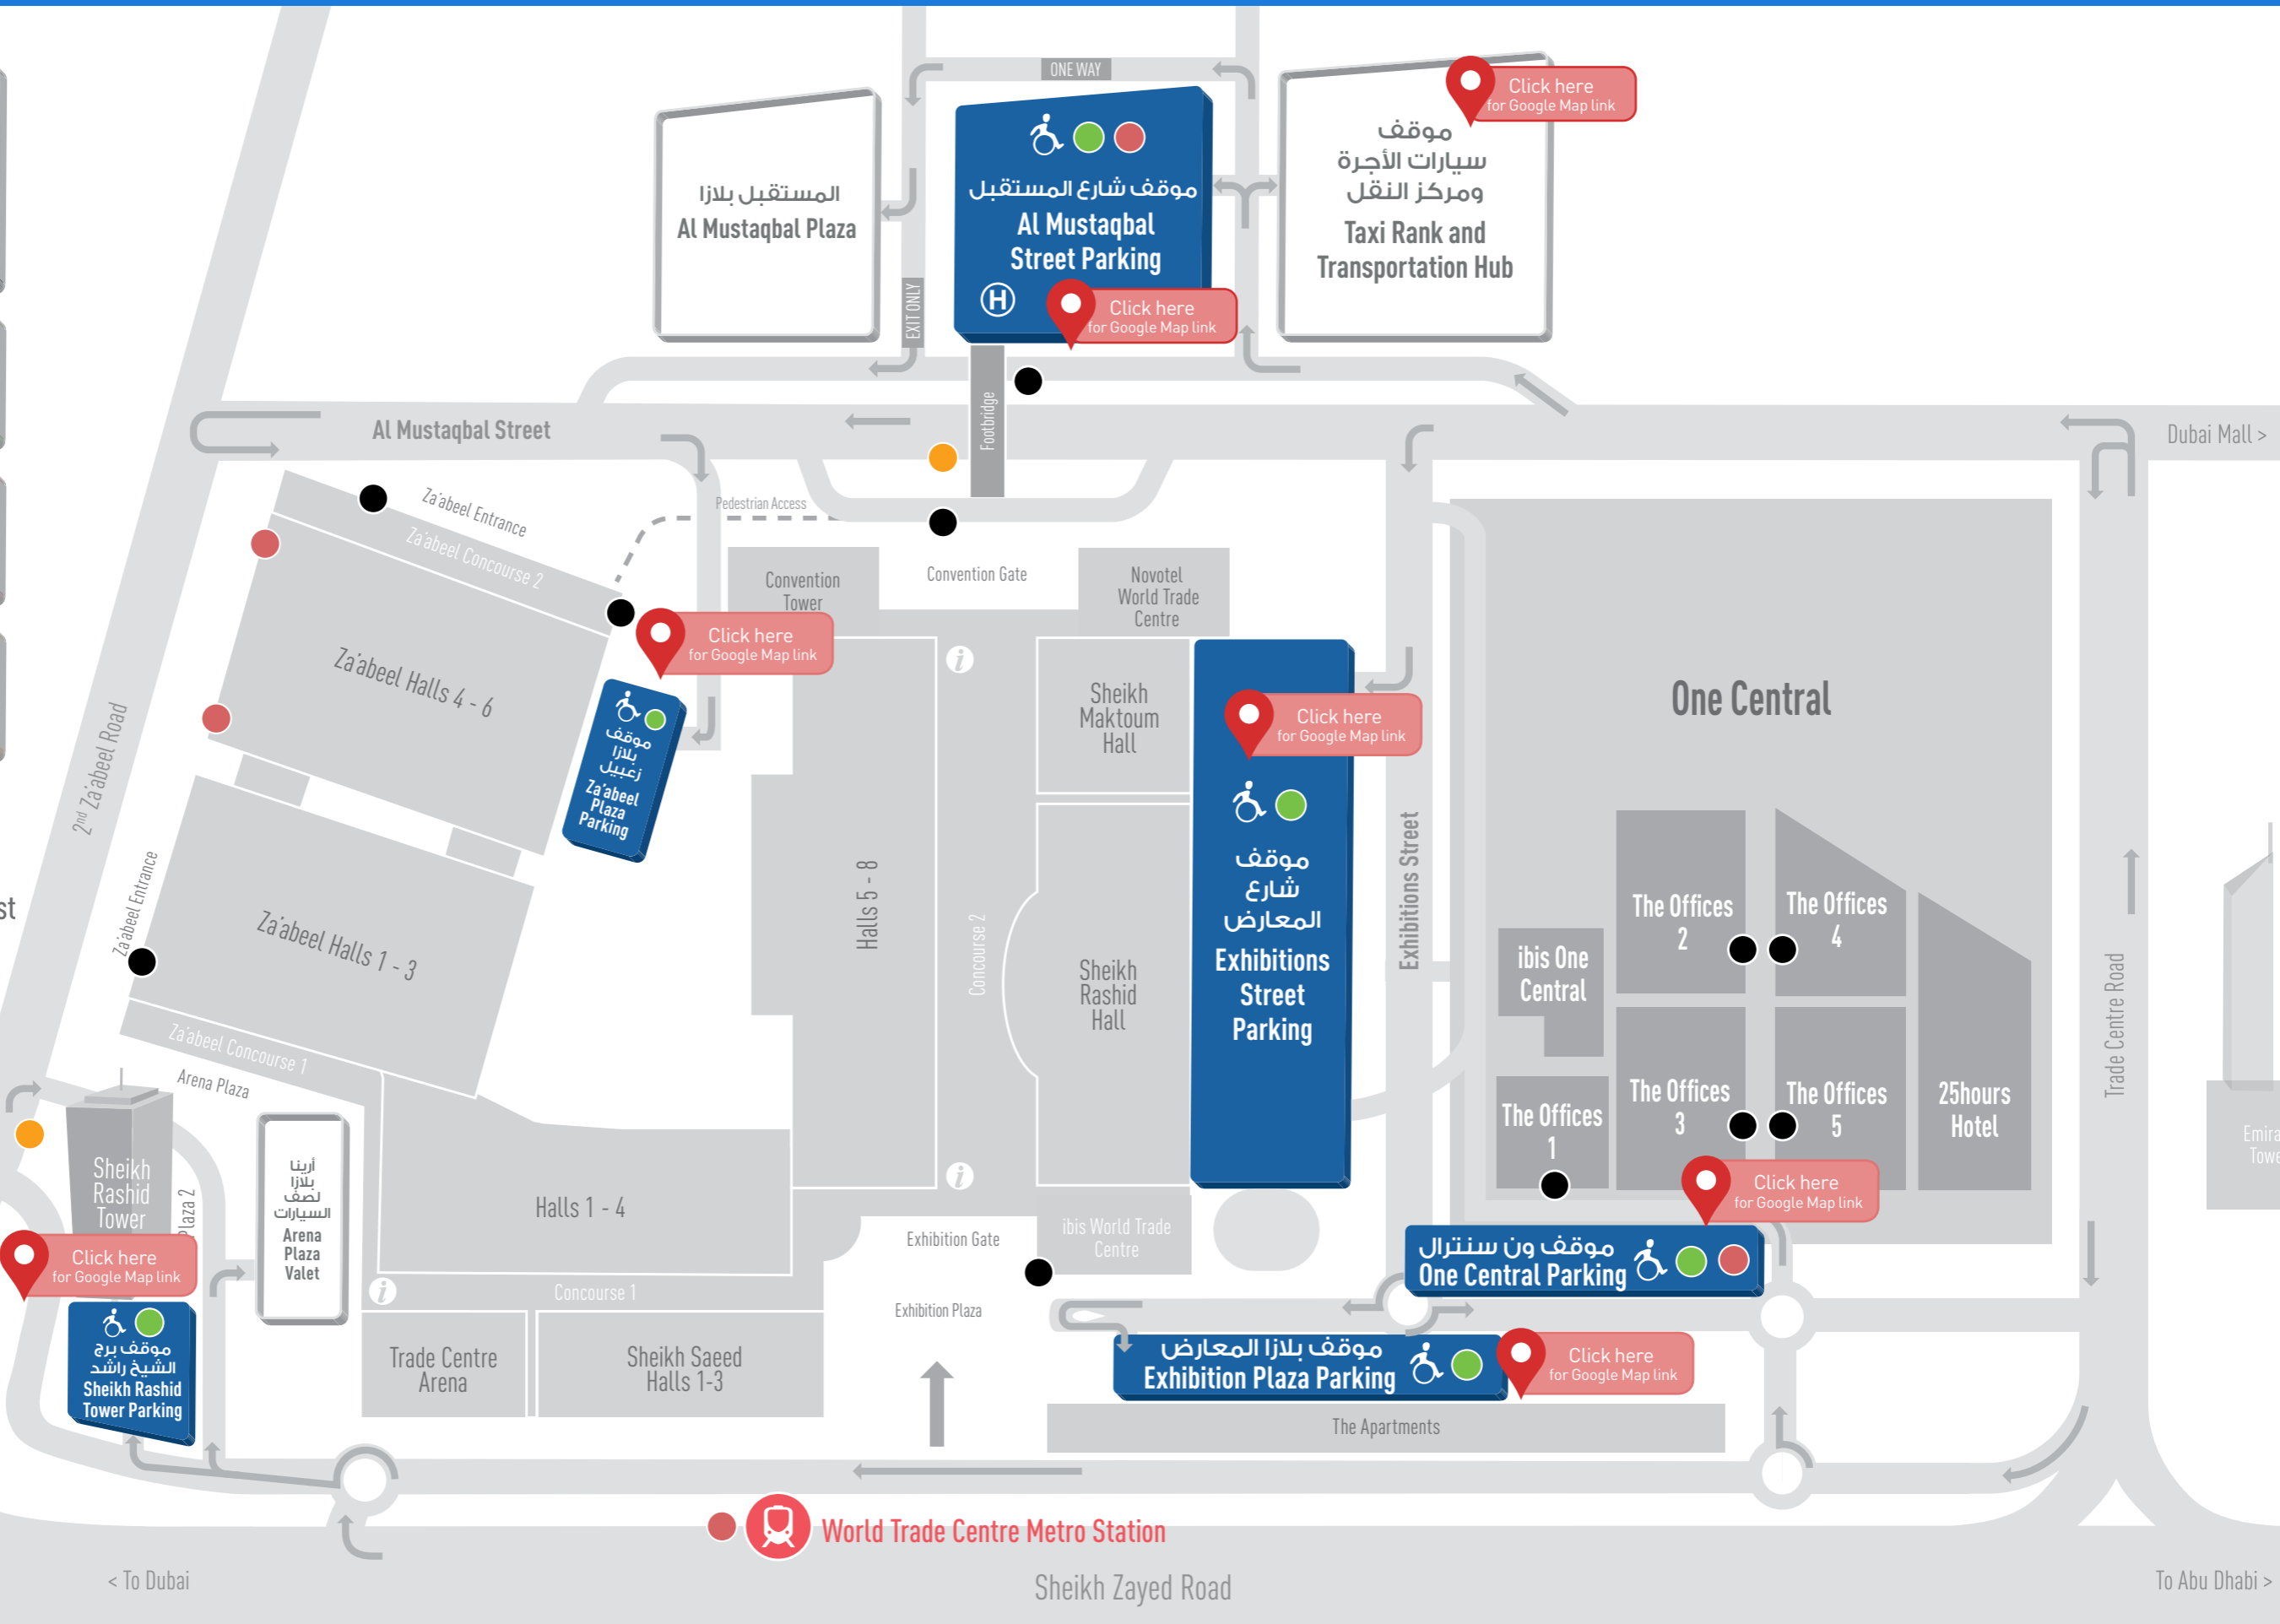 ONE WAY
Click here
for Google Map link
موقف
سيارات الأجرة
ومركز النقل
Taxi Rank and
Transportation Hub
المستقبل بلازا
Al Mustaqbal Plaza
موقف شارع المستقبل
Al Mustaqbal
Street Parking
H
Click here
for Google Map link
EXIT ONLY
Footbridge
Al Mustaqbal Street
Dubai Mall >
Za'abeel Entrance
Za'abeel Concourse 2
Pedestrian Access
Convention
Tower
Convention Gate
Novotel
World Trade
Centre
Click here
for Google Map link
Za'abeel Halls 4 - 6
موقف
بلازا
زعبيل
Za'abeel
Plaza
Parking
2nd Za'abeel Road
i
Sheikh
Maktoum
Hall
Click here
for Google Map link
One Central
موقف
شارع
المعارض
Exhibitions
Street
Parking
Exhibitions Street
Halls 5 - 8
Concourse 2
Sheikh
Rashid
Hall
The Offices
2
The Offices
4
ibis One
Central
The Offices
1
The Offices
3
The Offices
5
25hours
Hotel
Trade Centre Road
st
Za'abeel Entrance
Za'abeel Halls 1 - 3
Za'abeel Concourse 1
Arena Plaza
Sheikh
Rashid
Tower
Plaza 2
أرينا
بلازا
لصف
السيارات
Arena
Plaza
Valet
Click here
for Google Map link
موقف برج
الشيخ راشد
Sheikh Rashid
Tower Parking
Halls 1 - 4
i
i
Concourse 1
Exhibition Gate
ibis World Trade
Centre
Exhibition Plaza
Trade Centre
Arena
Sheikh Saeed
Halls 1-3
Click here
for Google Map link
موقف ون سنترال
One Central Parking
موقف بلازا المعارض
Exhibition Plaza Parking
Click here
for Google Map link
The Apartments
Emira
Towe
World Trade Centre Metro Station
< To Dubai
Sheikh Zayed Road
To Abu Dhabi >